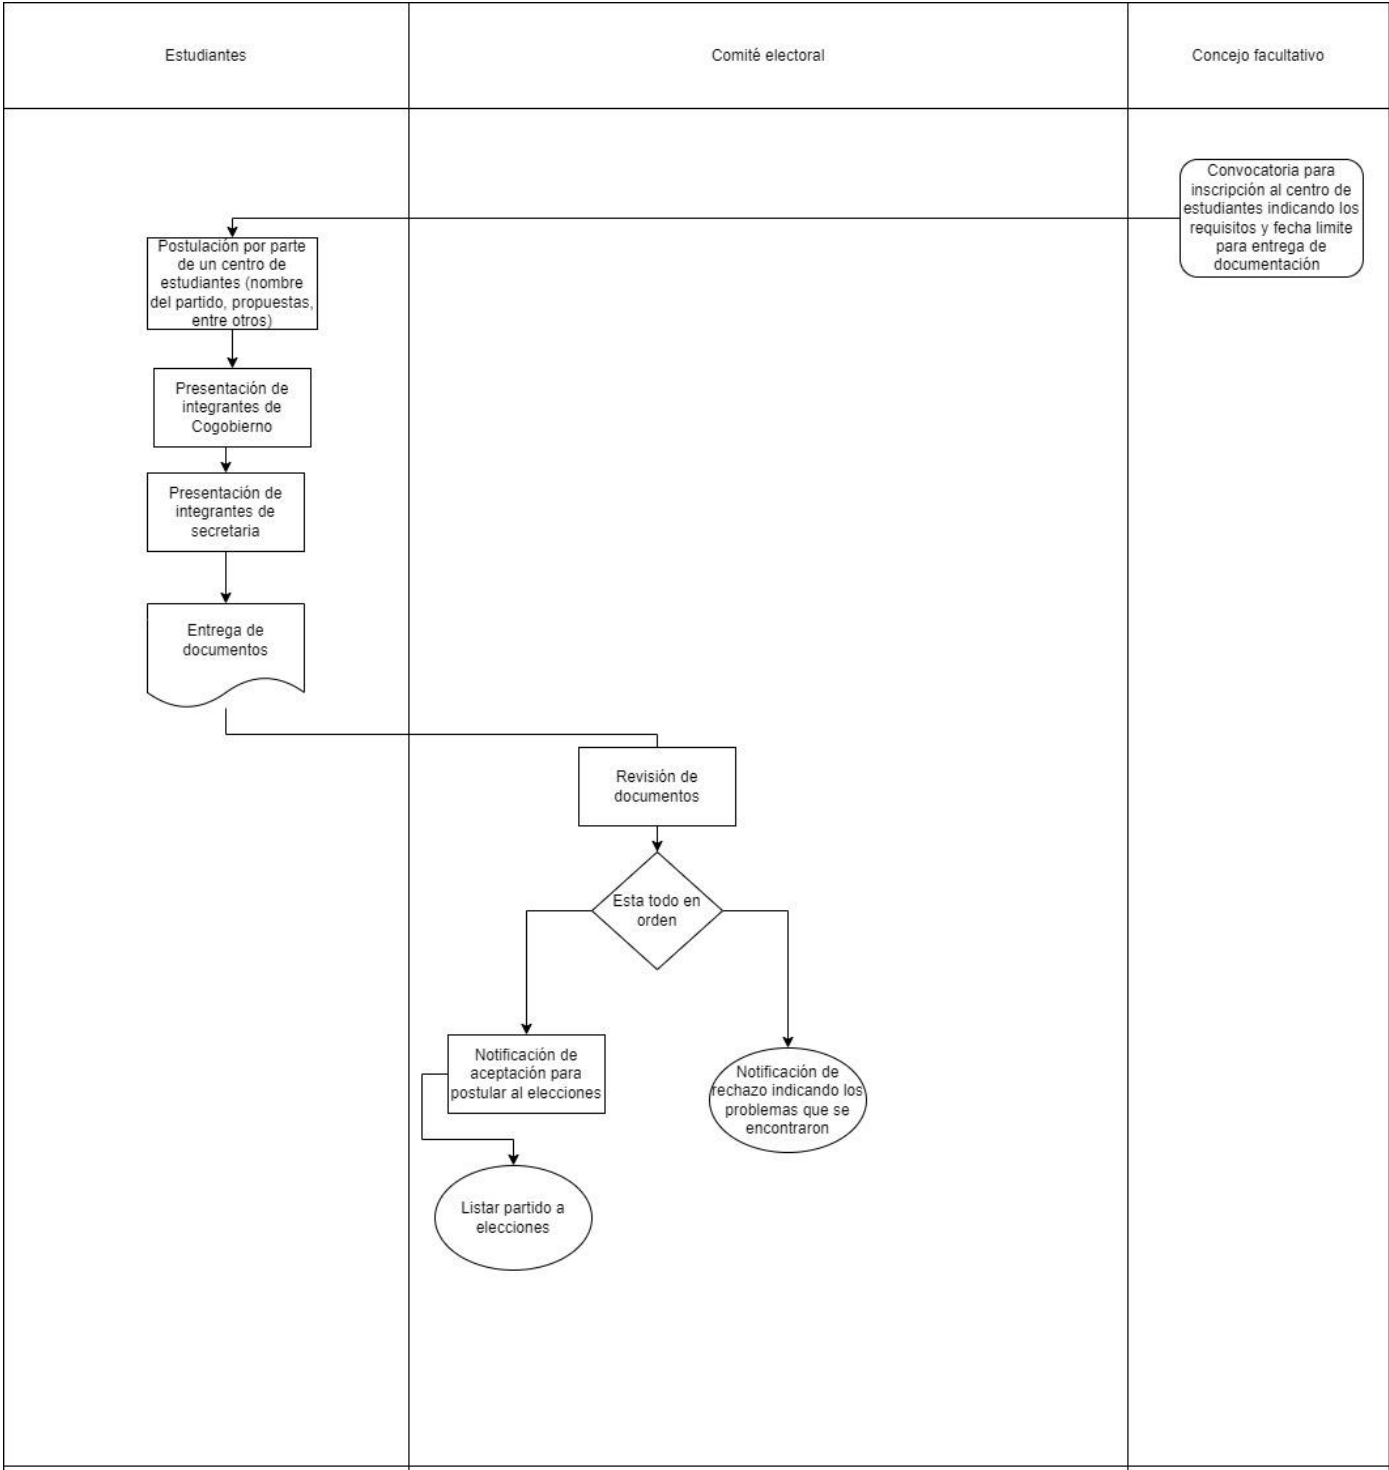 Estudiantes
Comité electoral
Concejo facultativo
Convocatoria para
inscripción al centro de
estudiantes indicando los
requisitos y fecha limite
para entrega de
documentación
Postulación por parte
de un centro de
estudiantes (nombre
del partido, propuestas,
entre otros)
Presentación de
integrantes de
Cogobierno
Presentación de
integrantes de
secretaria
Entrega de
documentos
Revisión de
documentos
Esta todo en
orden
Notificación de
aceptación para
postular al elecciones
Notificación de
rechazo indicando los
problemas que se
encontraron
Listar partido a
elecciones